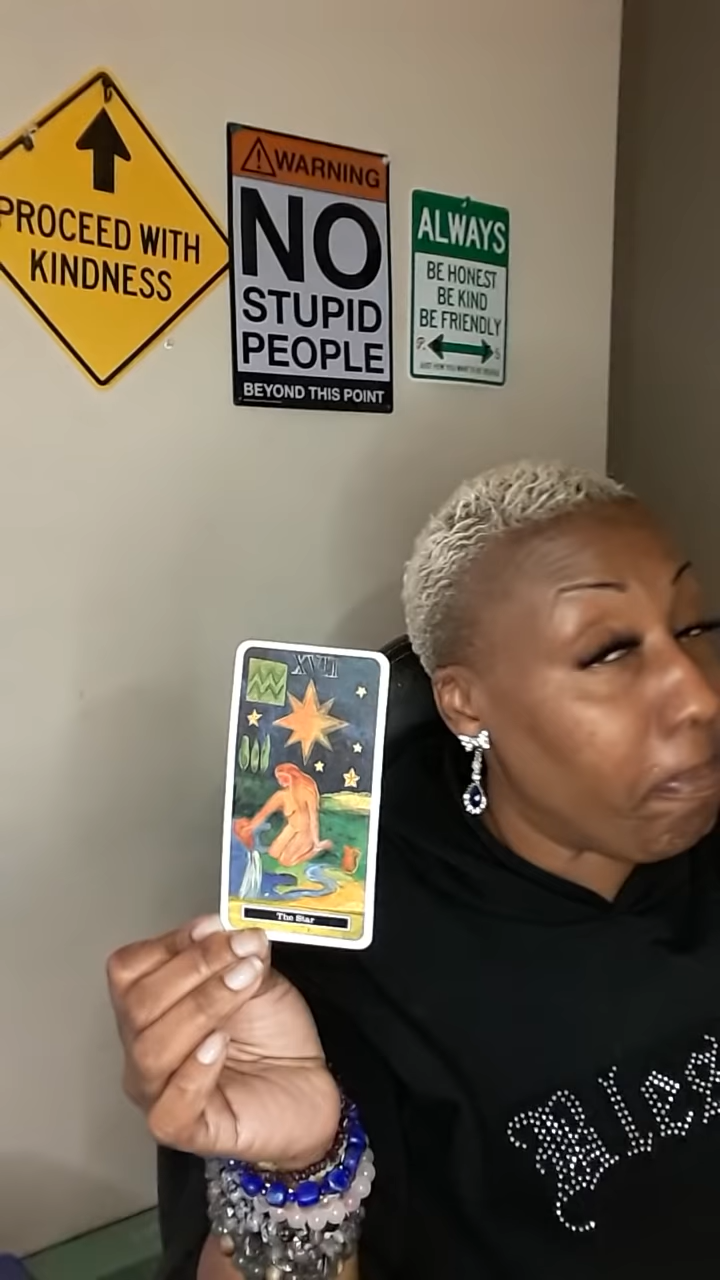 PROCEED WITH
KINDNESS
WARNING
NO
STUPID
PEOPLE
BEYOND THIS POINT
ALWAYS
BE HONEST
BE KIND
BE FRIENDLY
XVII
The Star
Bles